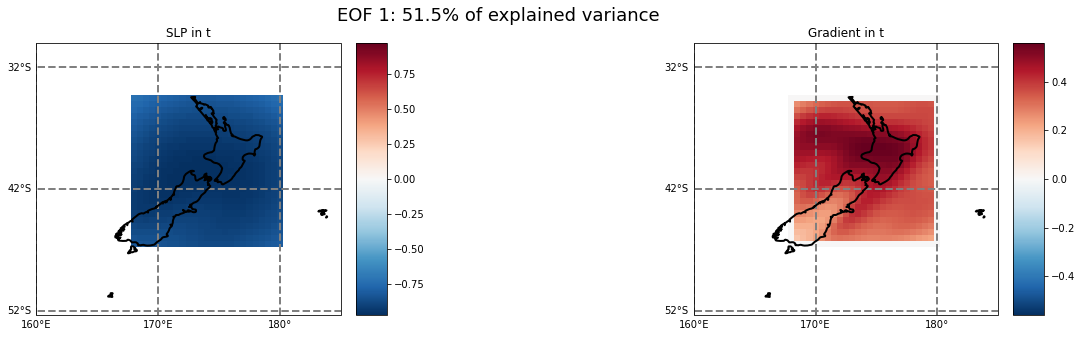 EOF 1: 51.5% of explained variance
SLP in t
32°S
42°S
52°S
160°E
170°E
180°
0.75
0.50
0.25
0.00
−0.25
−0.50
−0.75
Gradient in t
32°S
42°S
52°S
160°E
170°E
180°
0.4
0.2
0.0
−0.2
−0.4